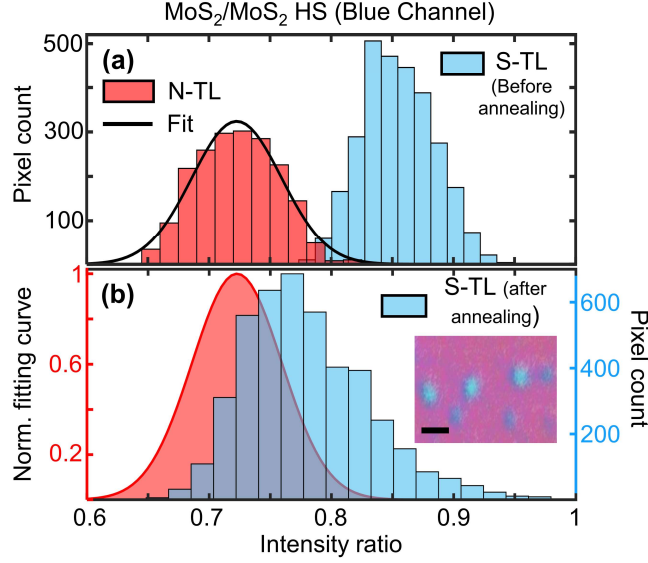 MoS₂/MoS₂ HS (Blue Channel)
500
300
100
Pixel count
(a)
N-TL
Fit
S-TL
(Before
annealing)
1
0.6
0.2
Norm. fitting curve
(b)
S-TL (after
annealing)
600
400
200
Pixel count
0.6
0.7
0.8
0.9
1
Intensity ratio